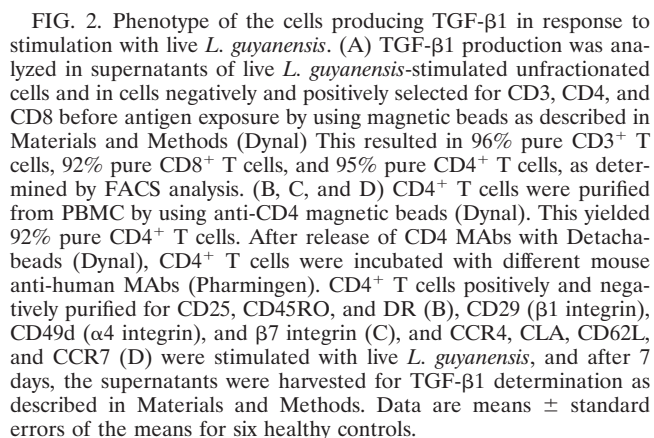 FIG. 2. Phenotype of the cells producing TGF-β1 in response to
stimulation with live L. guyanensis. (A) TGF-β1 production was ana-
lyzed in supernatants of live L. guyanensis-stimulated unfractionated
cells and in cells negatively and positively selected for CD3, CD4, and
CD8 before antigen exposure by using magnetic beads as described in
Materials and Methods (Dynal) This resulted in 96% pure CD3⁺ T
cells, 92% pure CD8⁺ T cells, and 95% pure CD4⁺ T cells, as deter-
mined by FACS analysis. (B, C, and D) CD4⁺ T cells were purified
from PBMC by using anti-CD4 magnetic beads (Dynal). This yielded
92% pure CD4⁺ T cells. After release of CD4 MAbs with Detacha-
beads (Dynal), CD4⁺ T cells were incubated with different mouse
anti-human MAbs (Pharmingen). CD4⁺ T cells positively and nega-
tively purified for CD25, CD45RO, and DR (B), CD29 (β1 integrin),
CD49d (α4 integrin), and β7 integrin (C), and CCR4, CLA, CD62L,
and CCR7 (D) were stimulated with live L. guyanensis, and after 7
days, the supernatants were harvested for TGF-β1 determination as
described in Materials and Methods. Data are means ± standard
errors of the means for six healthy controls.